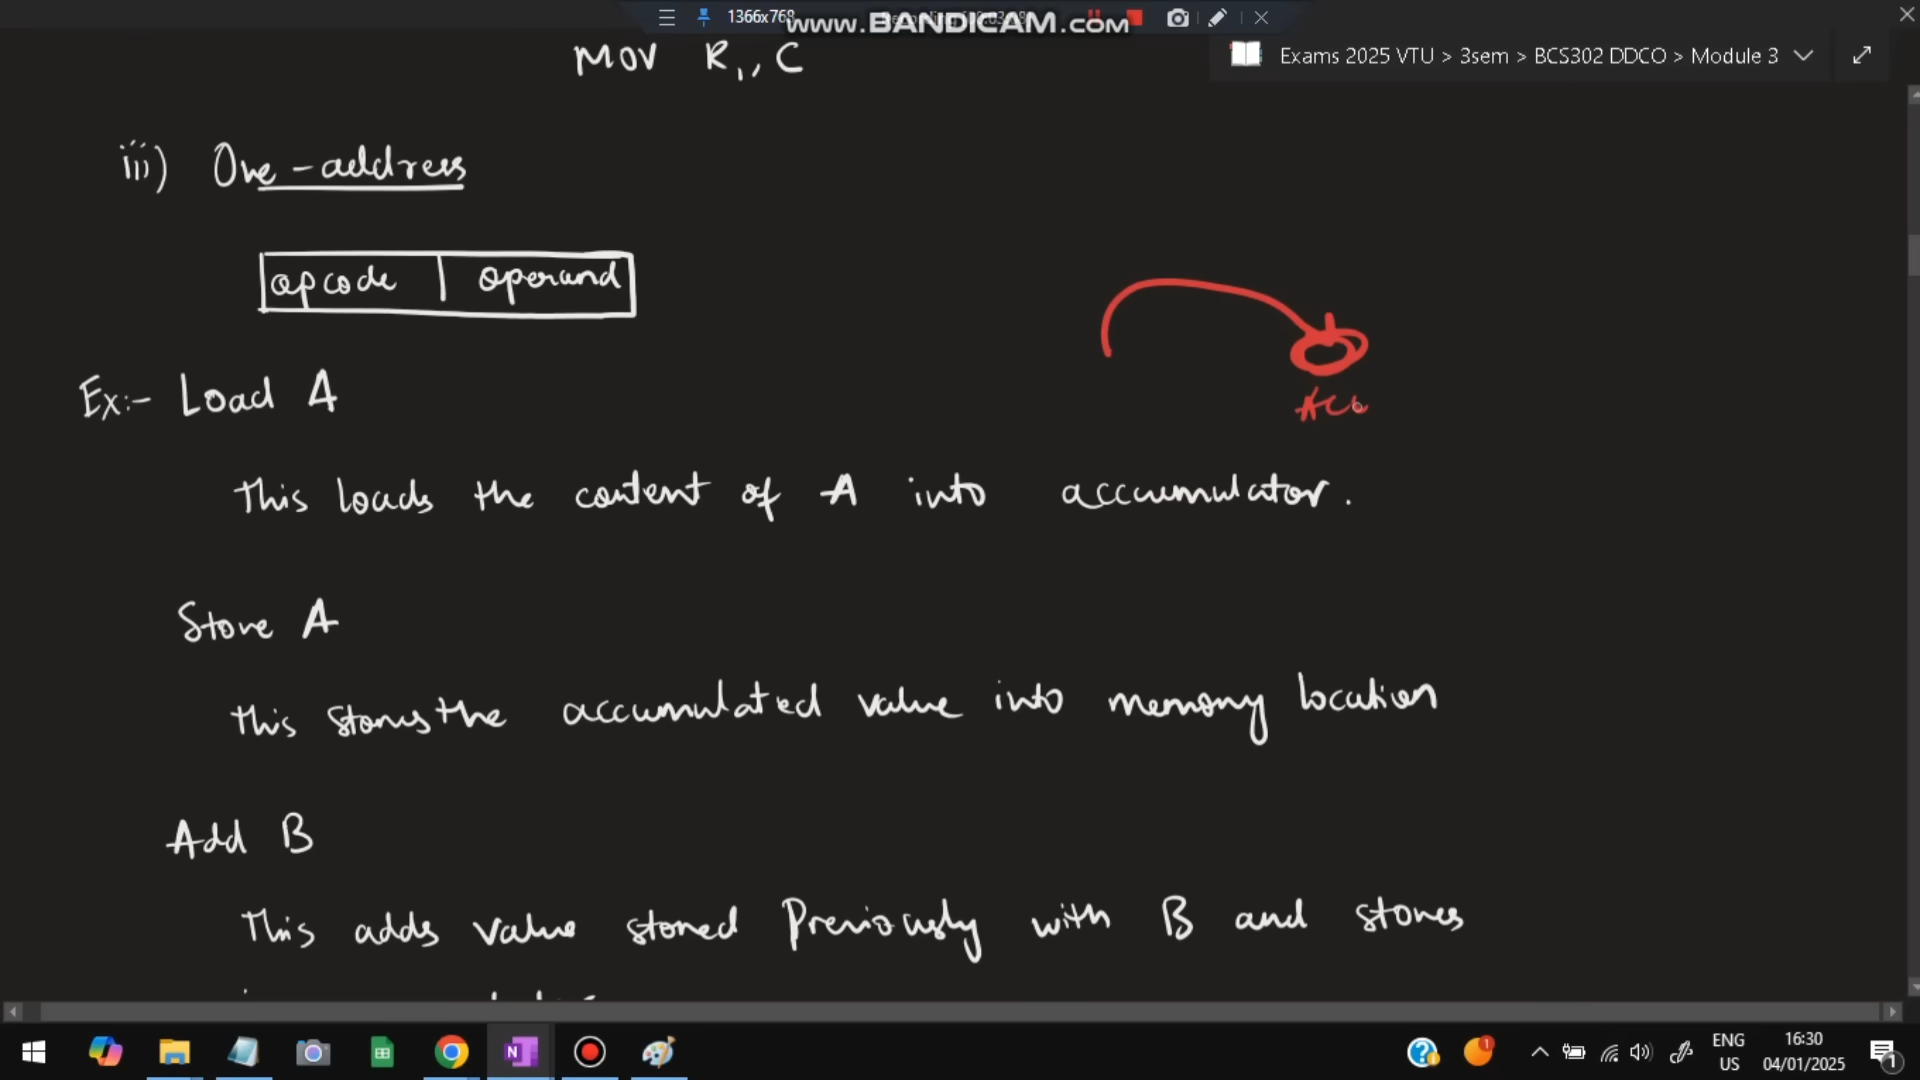 1366x768
www.BANDICAM.com
MOV R₁, C
Exams 2025 VTU > 3sem > BCS302 DDCO > Module 3
iii) One-address
opcode | operand
Ex:- Load A
Acc
This loads the content of A into accumulator.
Store A
This stores the accumulated value into memory location
Add B
This adds value stored Previously with B and stores
ENG
US
16:30
04/01/2025
1